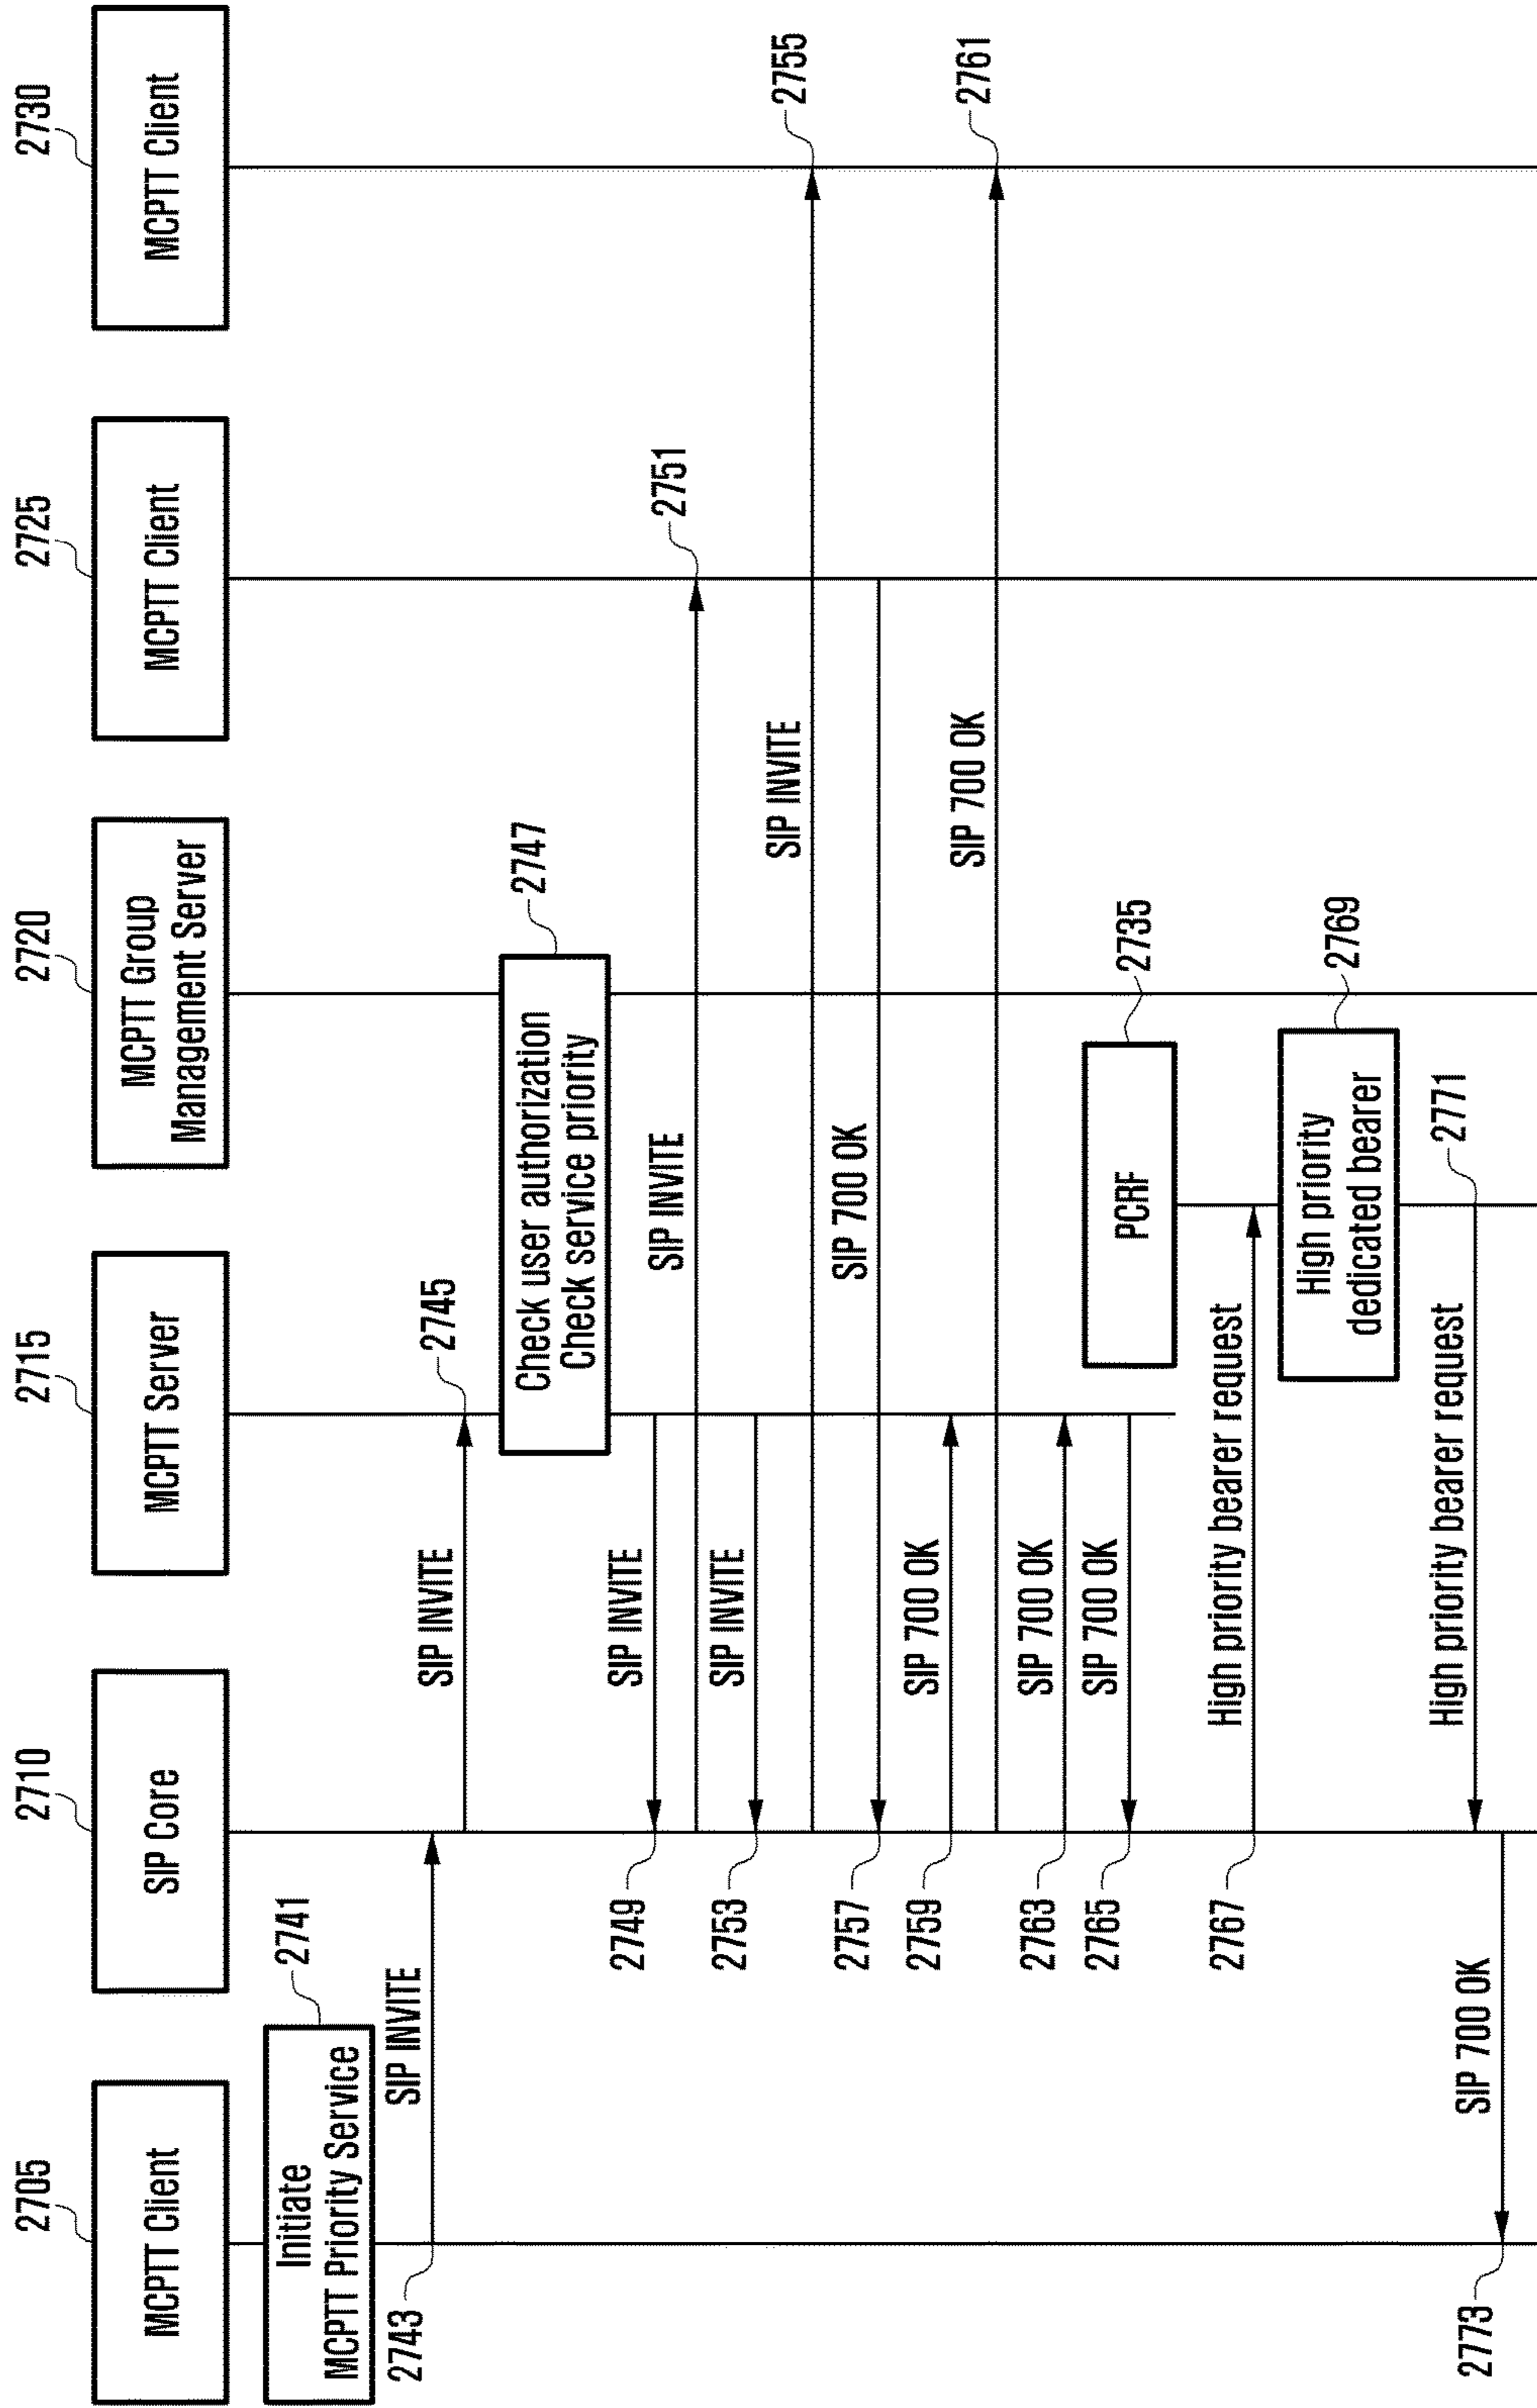 2705
2710
2715
2720
2725
2730
MCPTT Client
SIP Core
MCPTT Server
MCPTT Group
Management Server
MCPTT Client
MCPTT Client
Initiate
MCPTT Priority Service
2741
SIP INVITE
2743
SIP INVITE
2745
Check user authorization
Check service priority
2747
SIP INVITE
2749
SIP INVITE
2751
SIP INVITE
2753
SIP INVITE
2755
SIP 700 OK
2757
SIP 700 OK
2759
SIP 700 OK
2761
SIP 700 OK
2763
SIP 700 OK
2765
PCRF
2735
High priority bearer request
2767
High priority
dedicated bearer
2769
High priority bearer request
2771
SIP 700 OK
2773